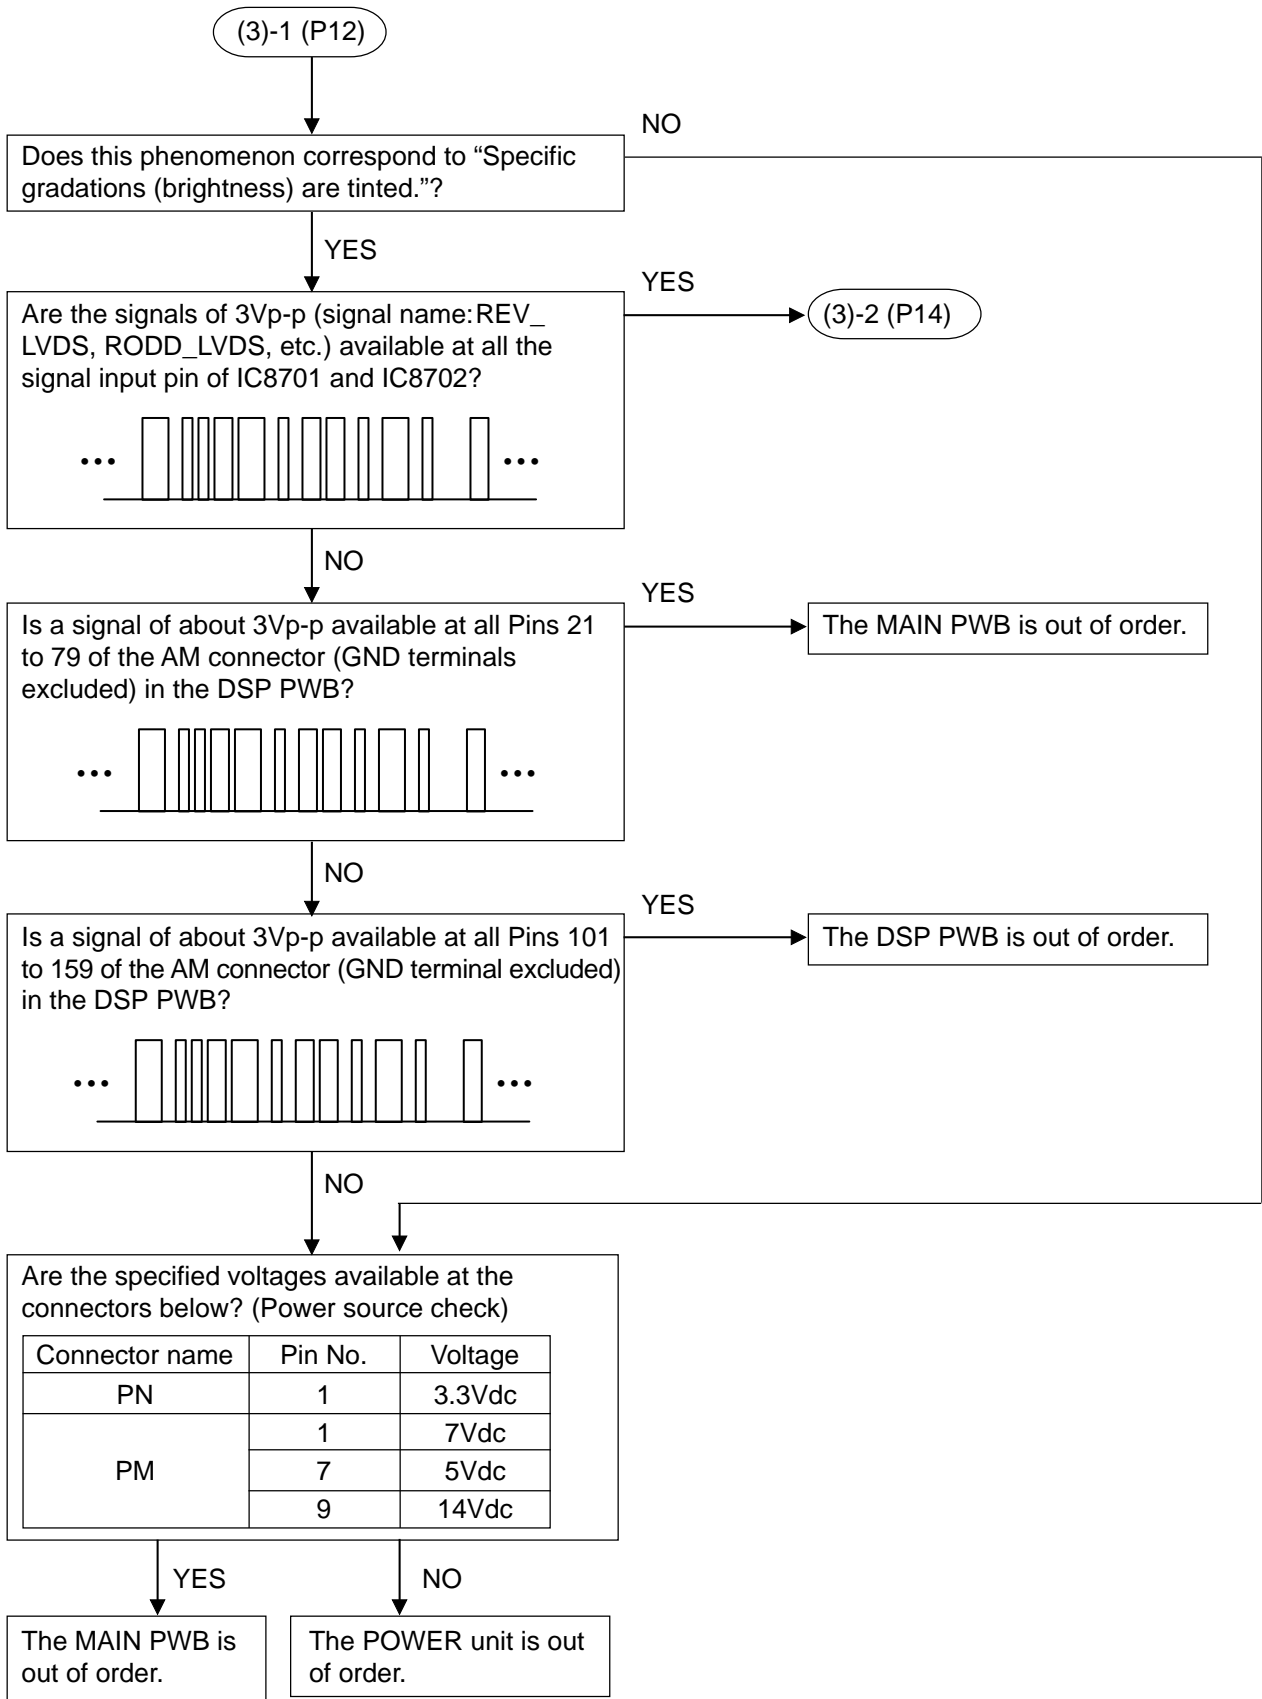 (3)-1 (P12)
NO
Does this phenomenon correspond to “Specific
gradations (brightness) are tinted.”?
YES
YES
Are the signals of 3Vp-p (signal name:REV_
LVDS, RODD_LVDS, etc.) available at all the
signal input pin of IC8701 and IC8702?
(3)-2 (P14)
... ...
NO
YES
Is a signal of about 3Vp-p available at all Pins 21
to 79 of the AM connector (GND terminals
excluded) in the DSP PWB?
The MAIN PWB is out of order.
... ...
NO
YES
Is a signal of about 3Vp-p available at all Pins 101
to 159 of the AM connector (GND terminal excluded)
in the DSP PWB?
The DSP PWB is out of order.
... ...
NO
Are the specified voltages available at the
connectors below? (Power source check)
Connector name Pin No. Voltage
PN 1 3.3Vdc
1 7Vdc
PM 7 5Vdc
9 14Vdc
YES NO
The MAIN PWB is
out of order.
The POWER unit is out
of order.